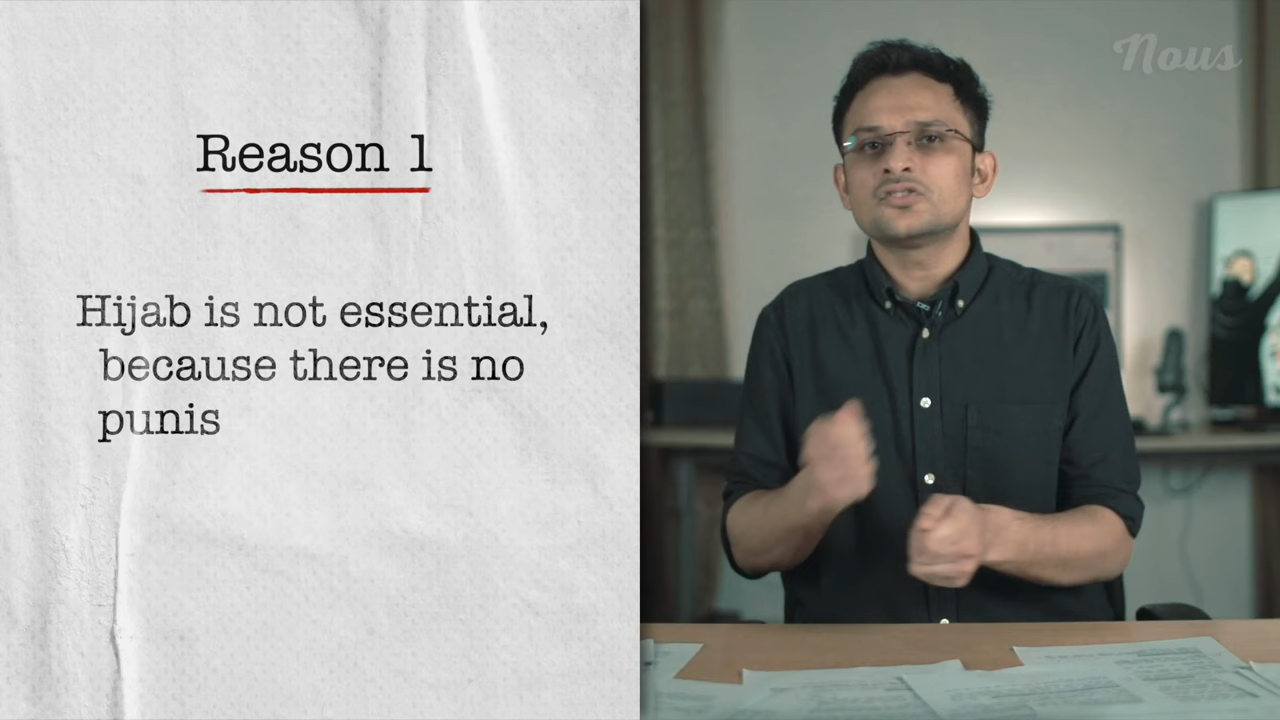 Reason 1
Hijab is not essential,
because there is no
punis
Nous